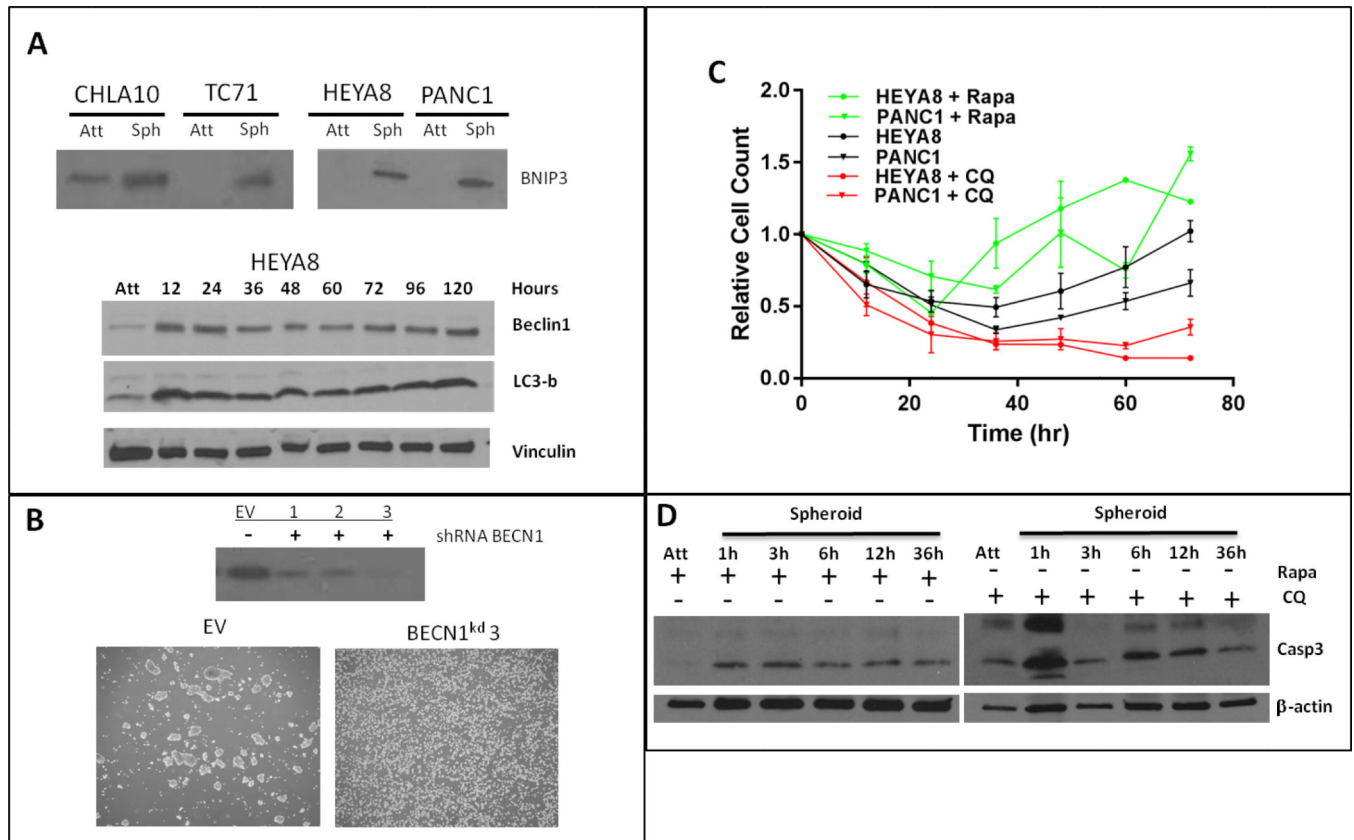 A
CHLA10 TC71 HEYA8 PANC1
Att Sph Att Sph Att Sph Att Sph
BNIP3
HEYA8
Att 12 24 36 48 60 72 96 120 Hours
Beclin1
LC3-b
Vinculin
B
EV 1 2 3
- + + + shRNA BECN1
EV BECN1kd 3
C
2.0
1.5
1.0
0.5
0.0
Relative Cell Count
HEYA8 + Rapa
PANC1 + Rapa
HEYA8
PANC1
HEYA8 + CQ
PANC1 + CQ
0 20 40 60 80
Time (hr)
D
Spheroid Spheroid
Att 1h 3h 6h 12h 36h Att 1h 3h 6h 12h 36h
+ + + + + + - - - - - - Rapa
- - - - - - + + + + + + CQ
Casp3
β-actin